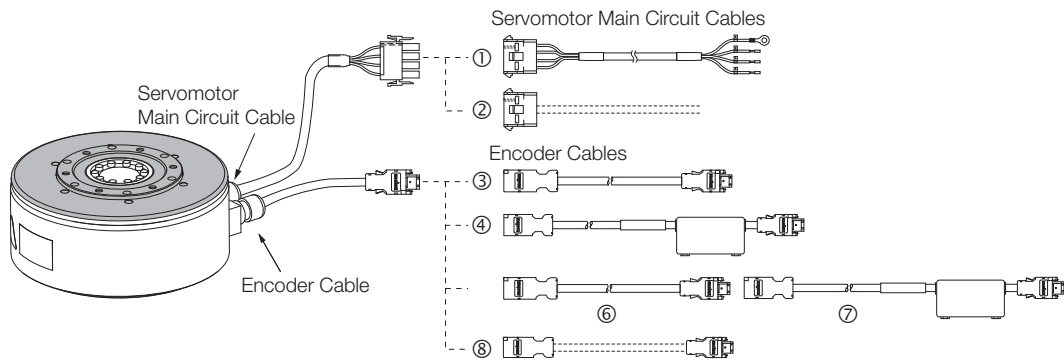 Servomotor Main Circuit Cables
①
Servomotor
Main Circuit Cable
②
Encoder Cables
③
④
Encoder Cable
⑥
⑦
⑧